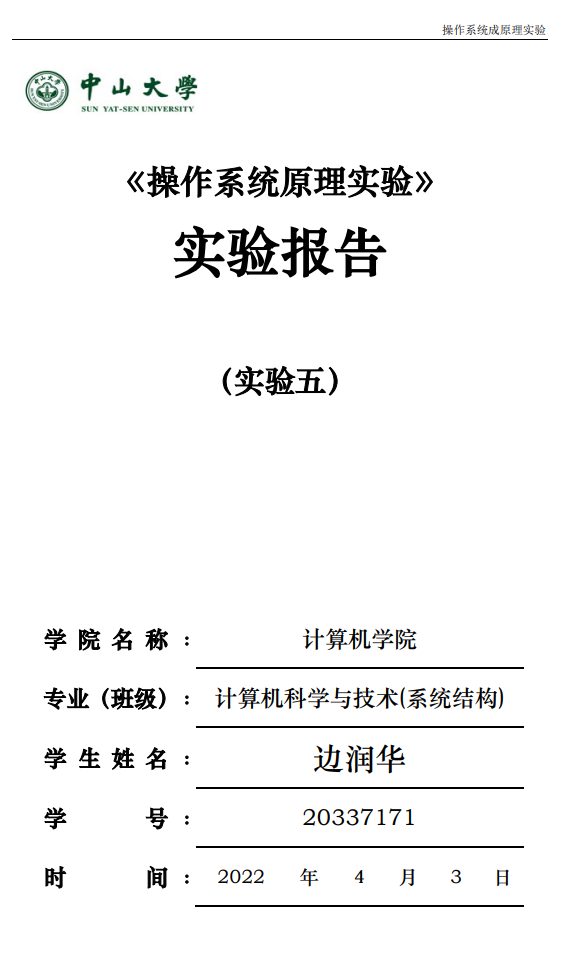 操作系统成原理实验
中山大學
SUN YAT-SEN UNIVERSITY
《操作系统原理实验》
实验报告
（实验五）
学院名称： 计算机学院
专业（班级）： 计算机科学与技术(系统结构)
学生姓名： 边润华
学号： 20337171
时间： 2022 年 4 月 3 日